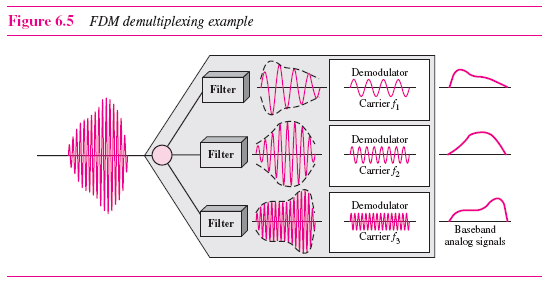 Figure 6.5 FDM demultiplexing example
Filter
Demodulator
Carrier f1
Filter
Demodulator
Carrier f2
Filter
Demodulator
Carrier f3
Baseband
analog signals